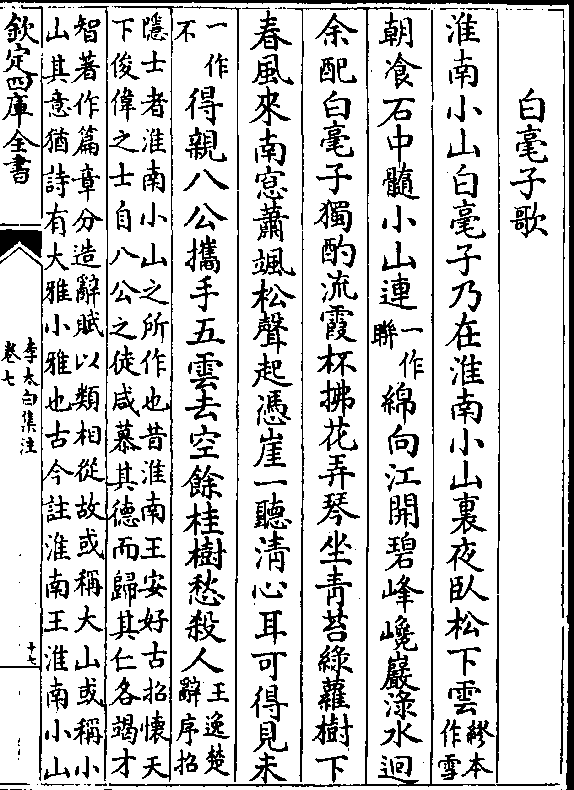 白毫子歌
淮南小山白毫子乃在淮南小山裏夜臥松下雲繆本作雪
朝飡石中髓小山連一作聯綿向江開碧峰巉巖淥水迴
余配白毫子獨酌流霞杯拂花弄琴坐青苔綠蘿樹下
春風來南窓蕭颯松聲起憑崖一聽清心耳可得見未
一作不得親八公攜手五雲去空餘桂樹愁殺人王逸楚辭序招
隱士者淮南小山之所作也昔淮南王安好古招懷天
下俊偉之士自八公之徒咸慕其德而歸其仁各竭才
智著作篇章分造辭賦以類相從故或稱大山或稱小
山其意猶詩有大雅小雅也古今註淮南王淮南小山
欽定四庫全書
李太白集注
卷七
十七